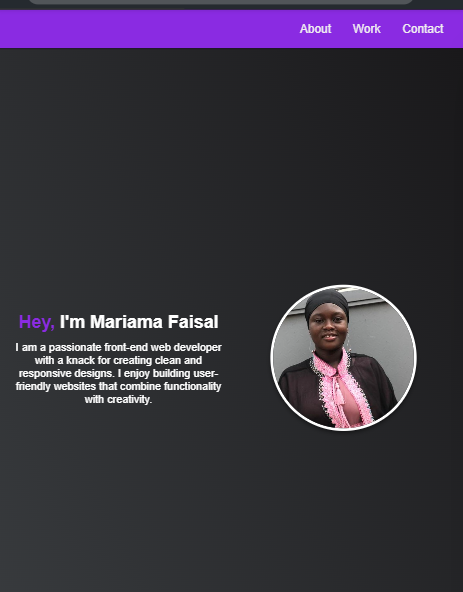 About Work Contact
Hey, I'm Mariama Faisal
I am a passionate front-end web developer
with a knack for creating clean and
responsive designs. I enjoy building user-
friendly websites that combine functionality
with creativity.